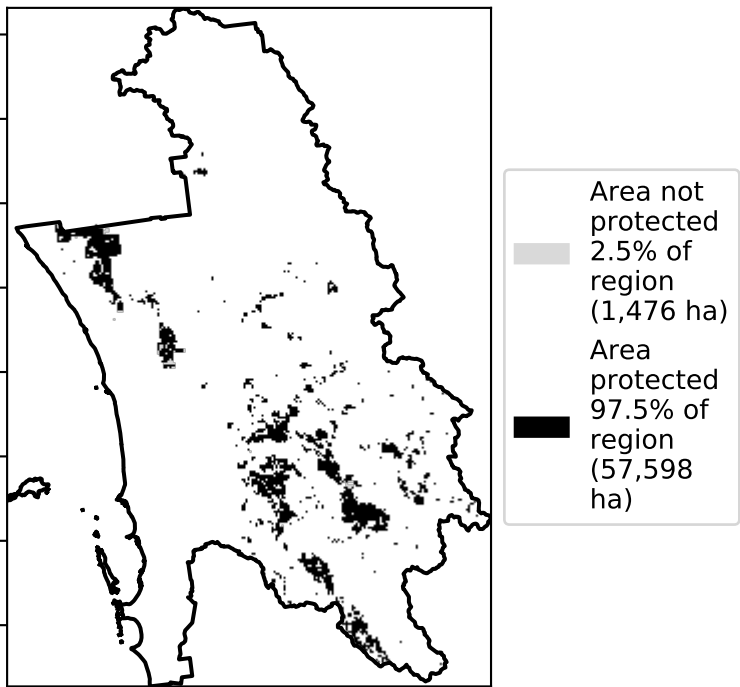 Area not
protected
2.5% of
region
(1,476 ha)
Area
protected
97.5% of
region
(57,598
ha)